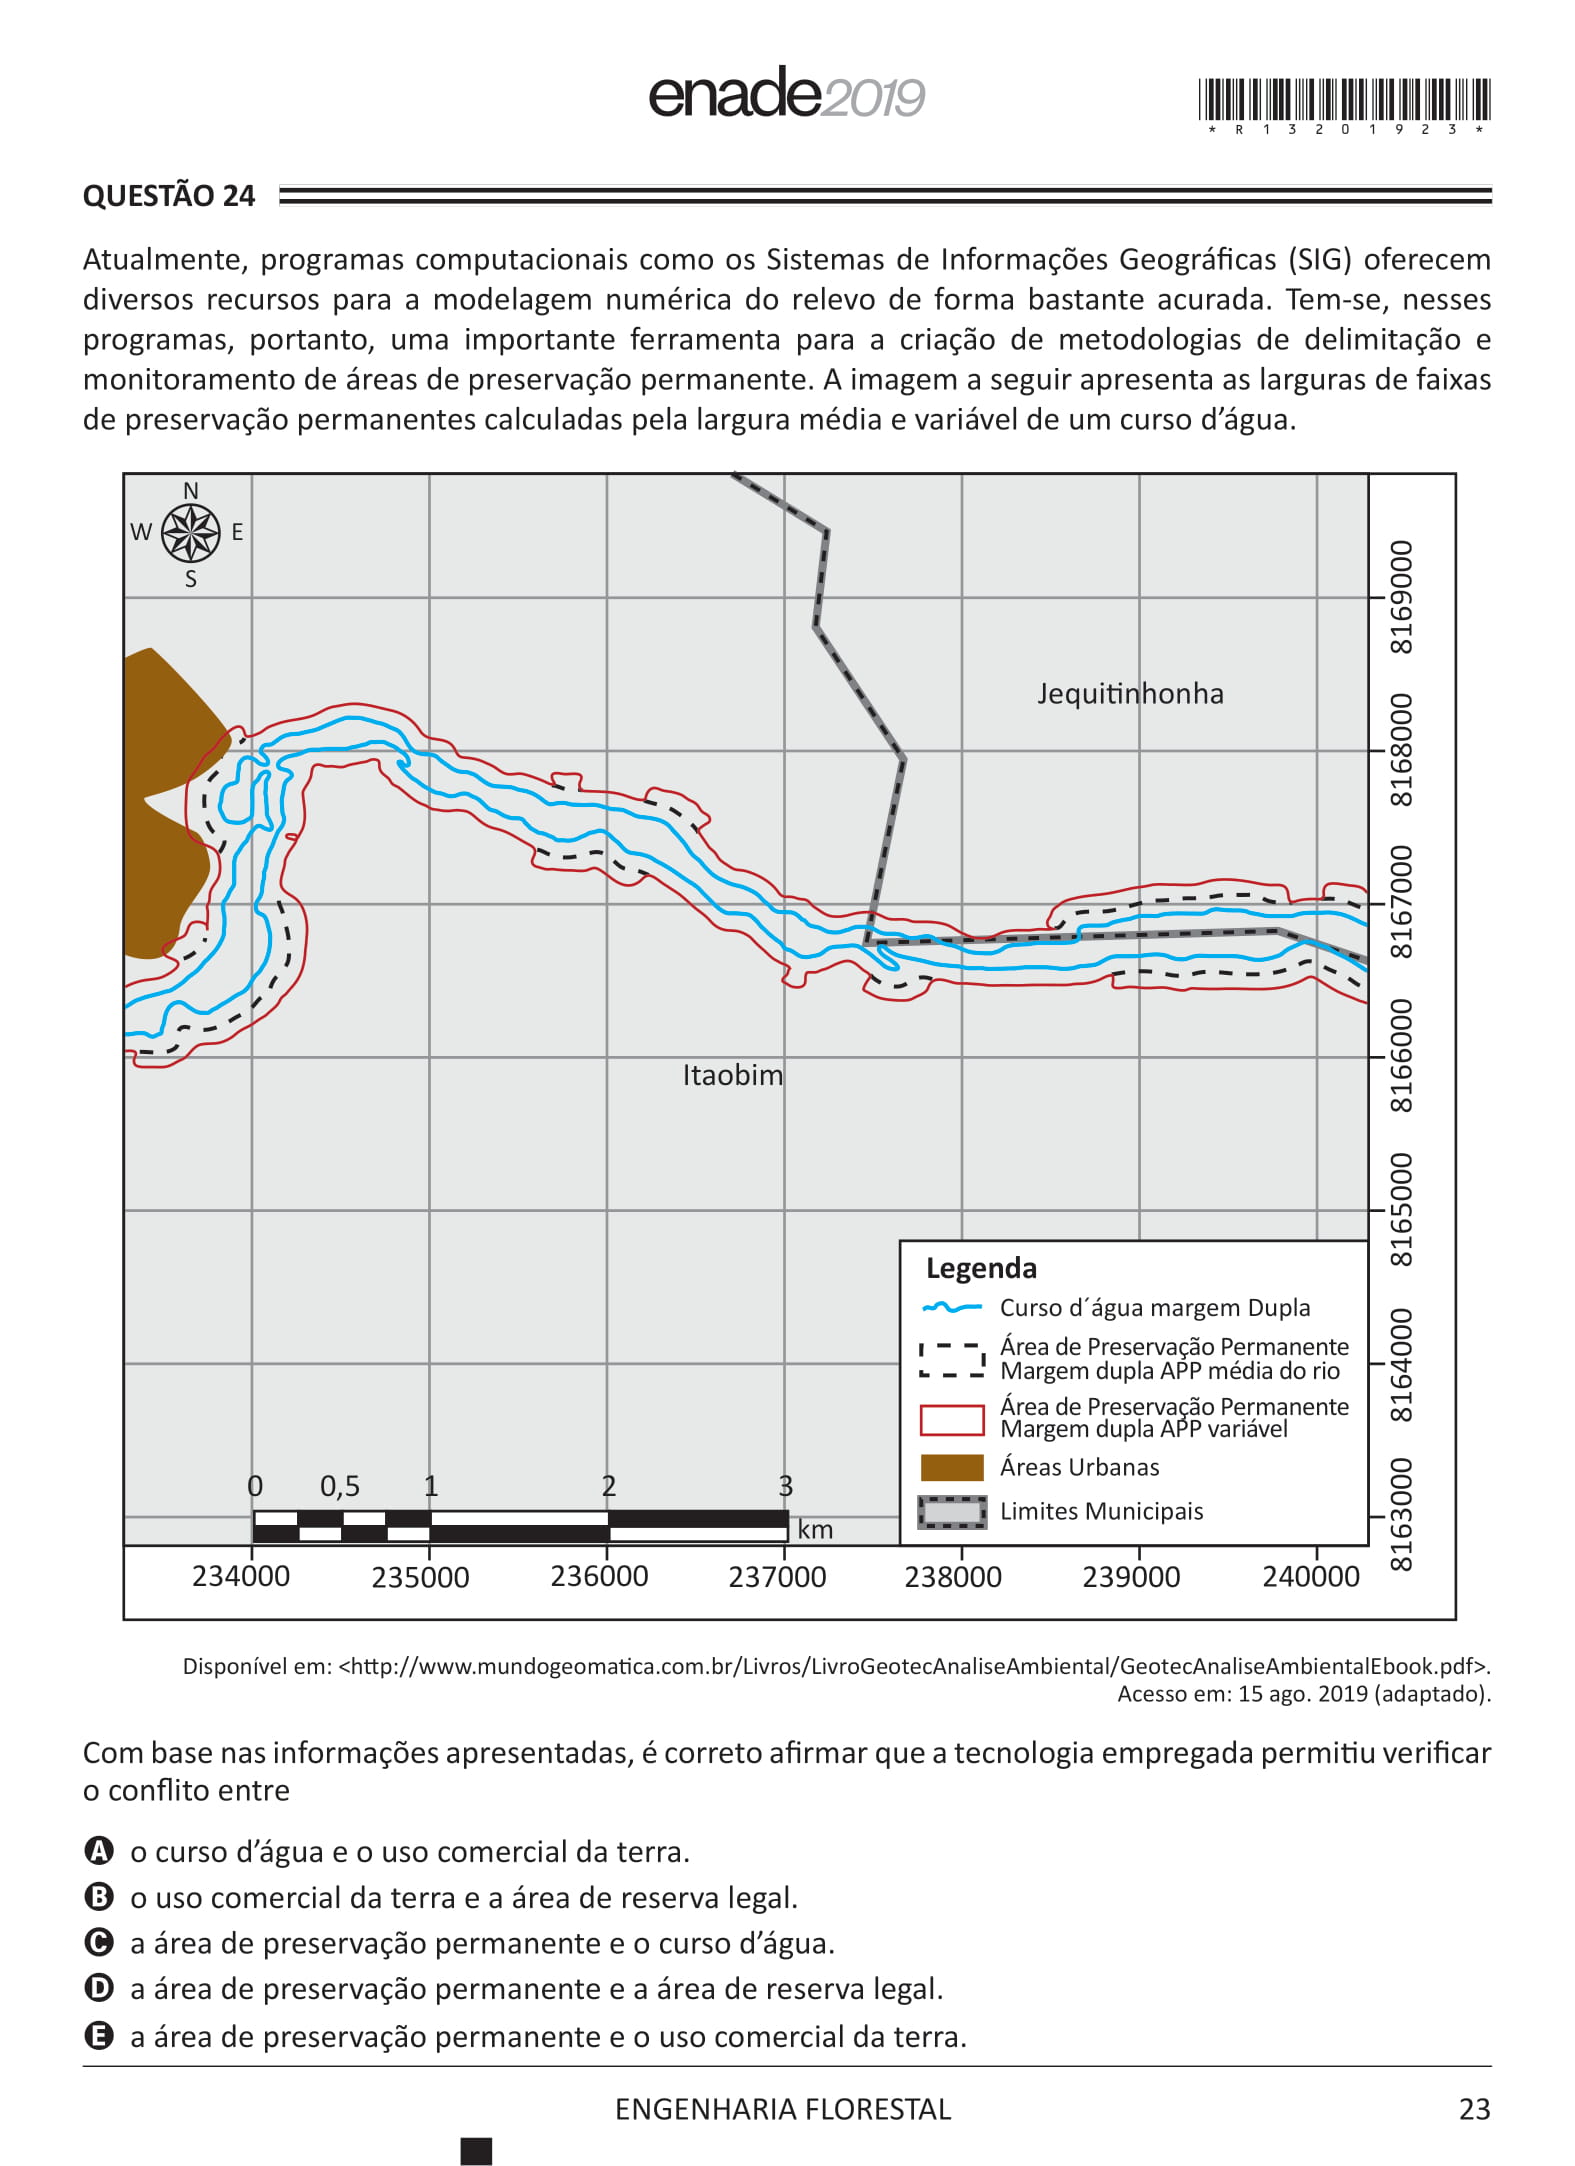 enade2019
* R 1 3 2 0 1 9 2 3 *
QUESTÃO 24
Atualmente, programas computacionais como os Sistemas de Informações Geográficas (SIG) oferecem
diversos recursos para a modelagem numérica do relevo de forma bastante acurada. Tem-se, nesses
programas, portanto, uma importante ferramenta para a criação de metodologias de delimitação e
monitoramento de áreas de preservação permanente. A imagem a seguir apresenta as larguras de faixas
de preservação permanentes calculadas pela largura média e variável de um curso d’água.
N
W E
S
8169000
Jequitinhonha
8168000
8167000
8166000
Itaobim
8165000
Legenda
Curso d´água margem Dupla
Área de Preservação Permanente
Margem dupla APP média do rio
8164000
Área de Preservação Permanente
Margem dupla APP variável
Áreas Urbanas
Limites Municipais
8163000
0 0,5 1 2 3
km
234000 235000 236000 237000 238000 239000 240000
Disponível em: <http://www.mundogeomatica.com.br/Livros/LivroGeotecAnaliseAmbiental/GeotecAnaliseAmbientalEbook.pdf>.
Acesso em: 15 ago. 2019 (adaptado).
Com base nas informações apresentadas, é correto afirmar que a tecnologia empregada permitiu verificar
o conflito entre
A o curso d’água e o uso comercial da terra.
B o uso comercial da terra e a área de reserva legal.
C a área de preservação permanente e o curso d’água.
D a área de preservação permanente e a área de reserva legal.
E a área de preservação permanente e o uso comercial da terra.
ENGENHARIA FLORESTAL 23